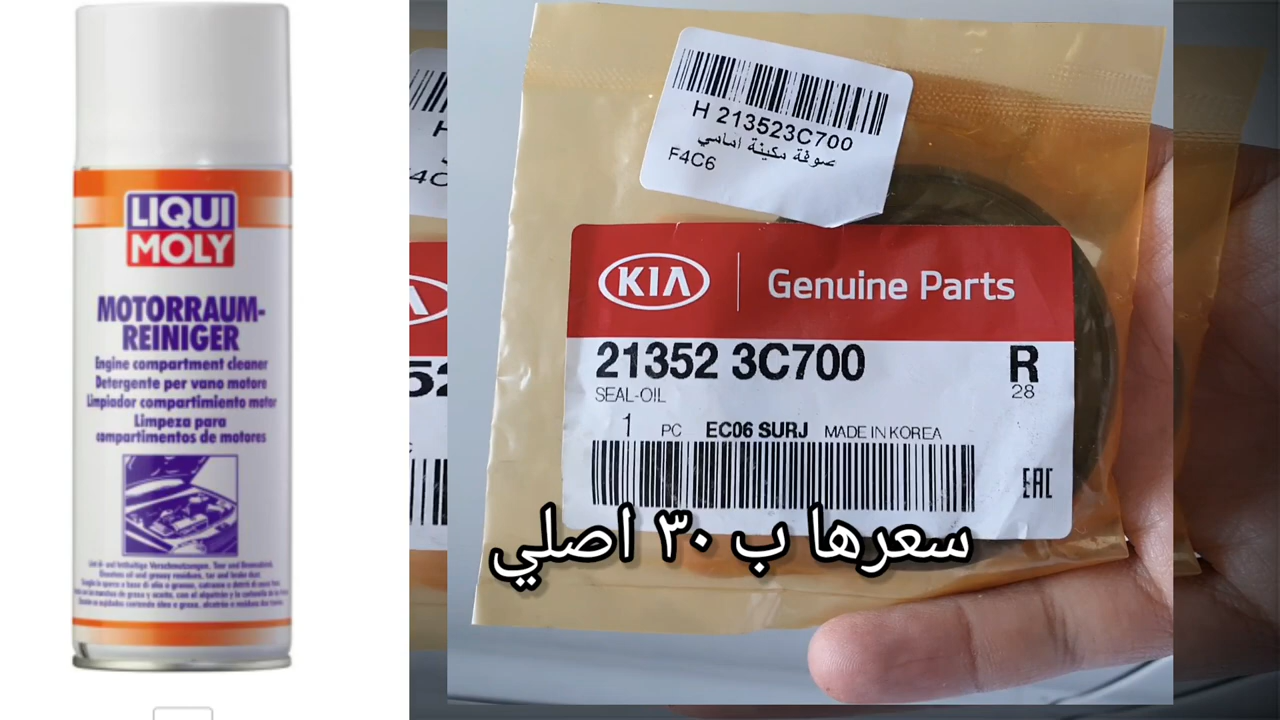 LIQUI
MOLY
MOTORRAUM-
REINIGER
Engine compartment cleaner
Detergente per vano motore
Limpiador compartimiento motor
Limpeza para
compartimentos de motores
H 213523C700
صوفة مكينة امامي
F4C6
KIA
Genuine Parts
21352 3C700
R
28
SEAL-OIL
1 PC EC06 SURJ MADE IN KOREA
EAC
سعرها ب ٣٠ اصلي